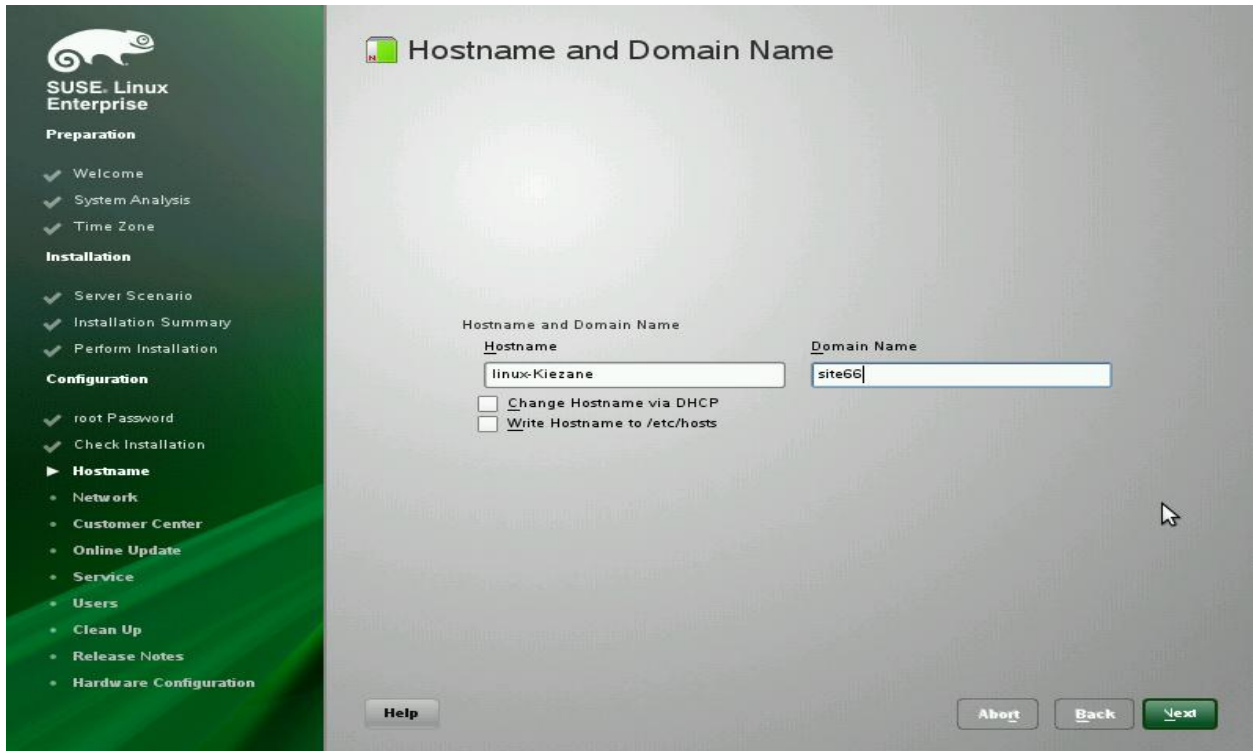 SUSE. Linux
Enterprise
Preparation
Welcome
System Analysis
Time Zone
Installation
Server Scenario
Installation Summary
Perform Installation
Configuration
root Password
Check Installation
Hostname
Network
Customer Center
Online Update
Service
Users
Clean Up
Release Notes
Hardware Configuration
N
Hostname and Domain Name
Hostname and Domain Name
Hostname Domain Name
linux-Kiezane site66
Change Hostname via DHCP
Write Hostname to /etc/hosts
Help Abort Back Next